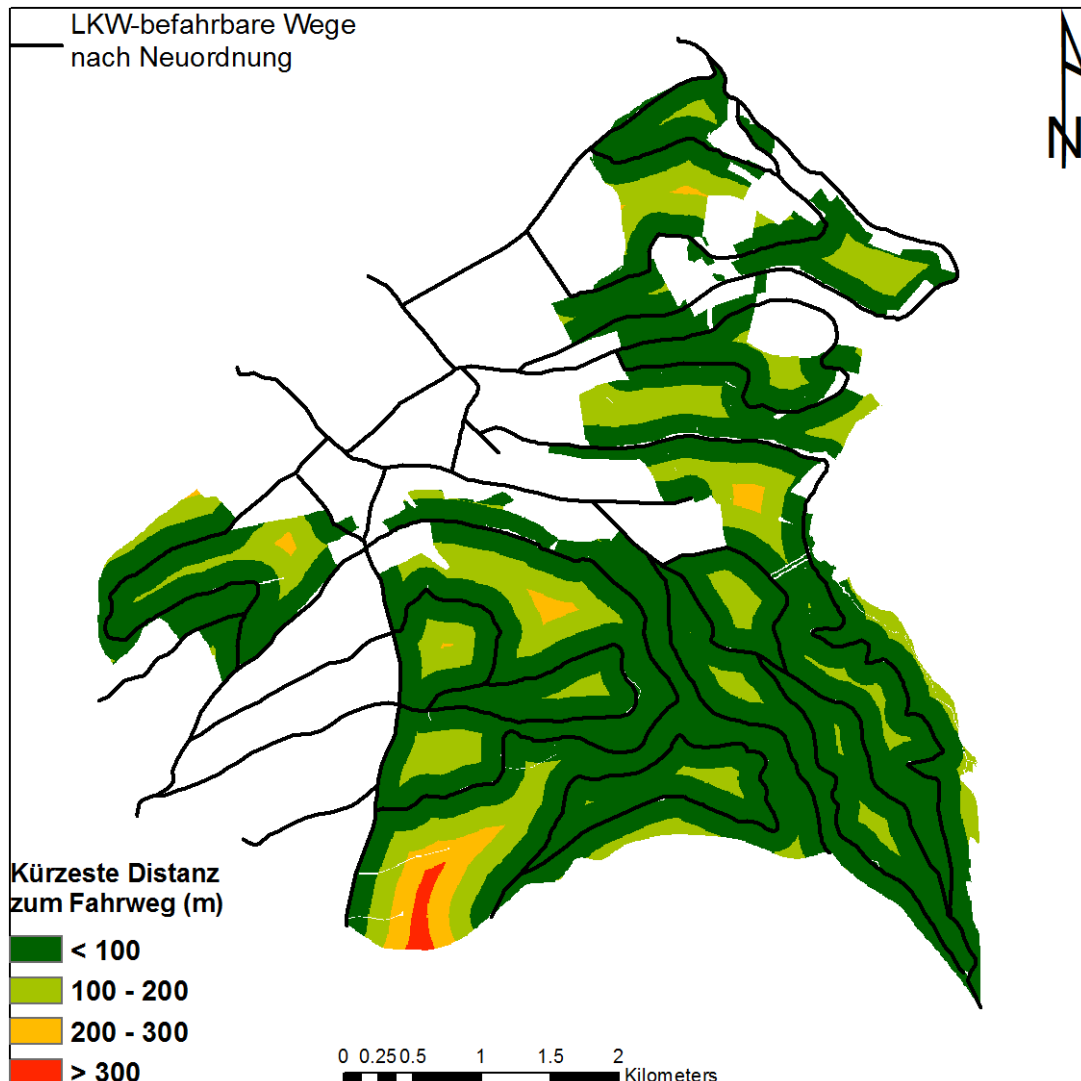 LKW-befahrbare Wege
nach Neuordnung
N
Kürzeste Distanz
zum Fahrweg (m)
< 100
100 - 200
200 - 300
> 300
0 0.25 0.5 1 1.5 2
Kilometers